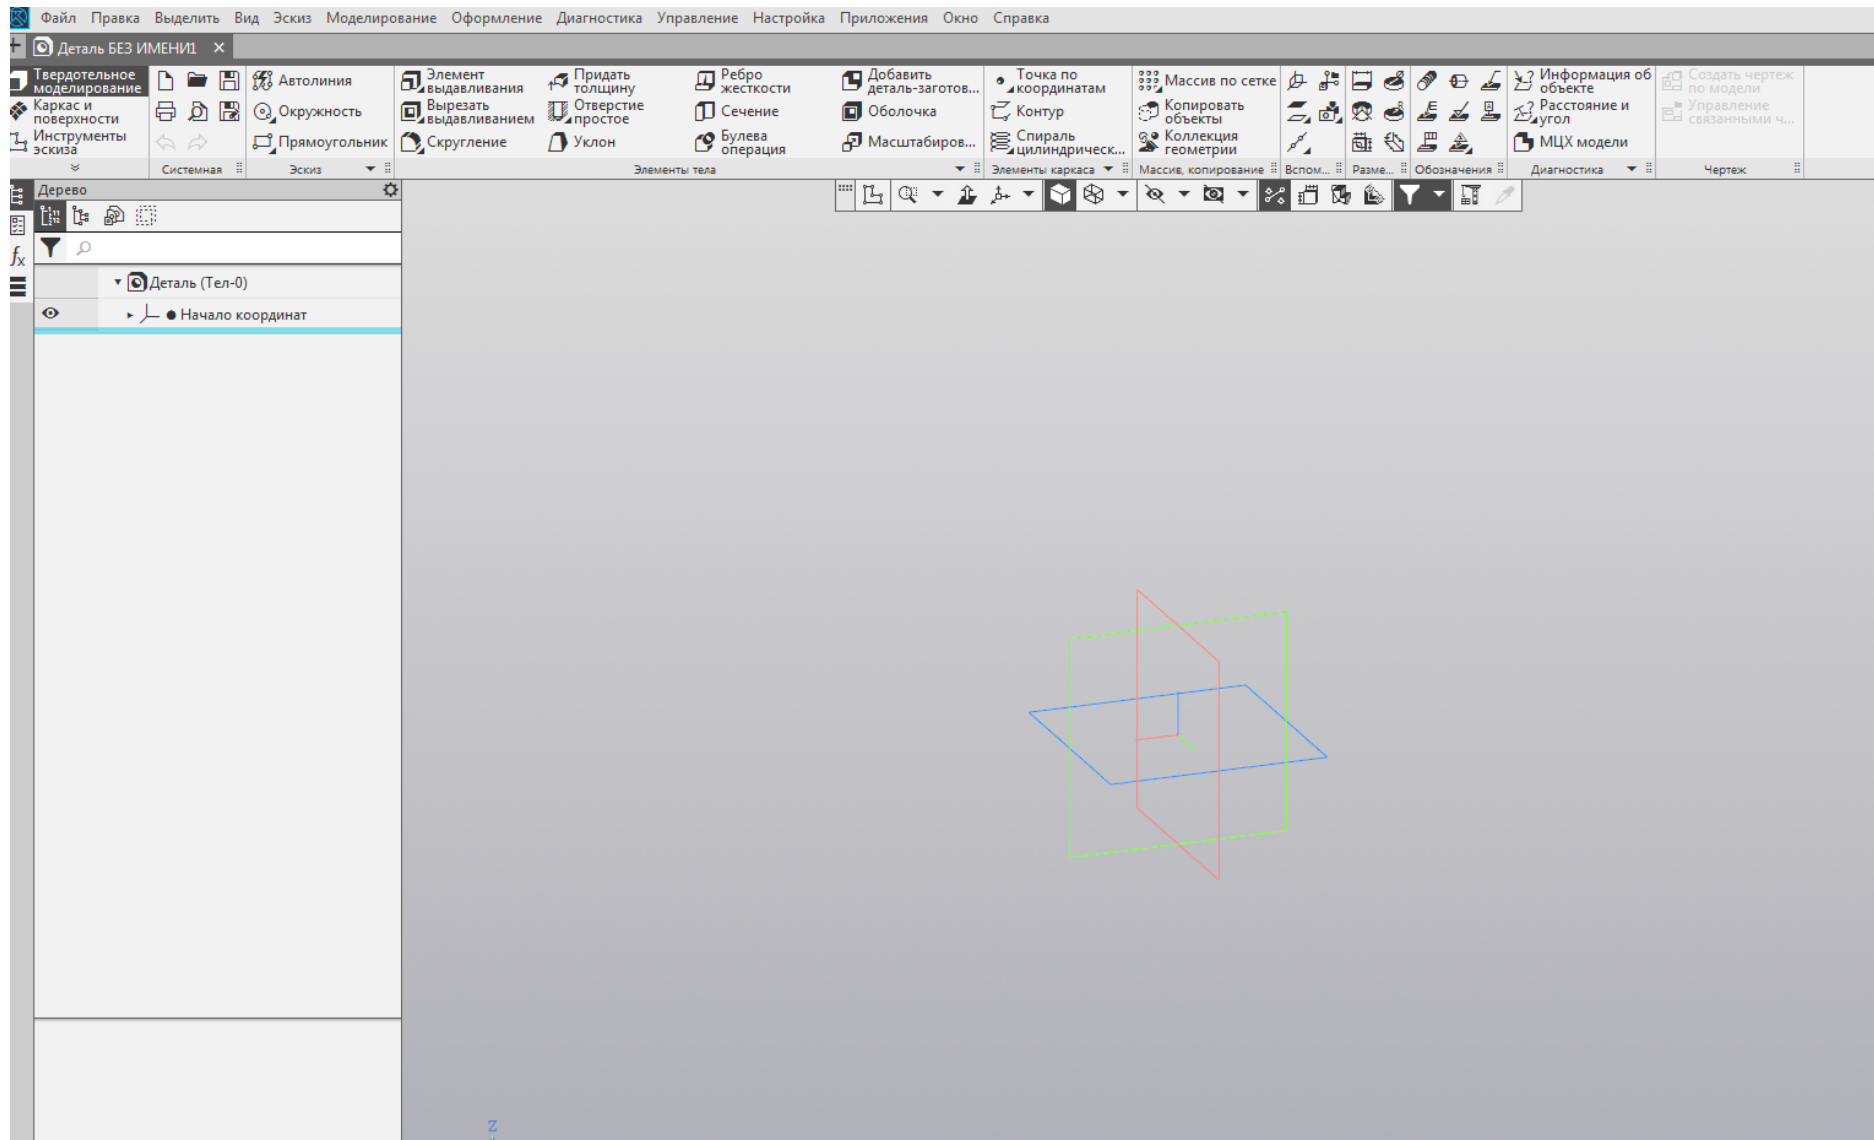 Файл Правка Выделить Вид Эскиз Моделирование Оформление Диагностика Управление Настройка Приложения Окно Справка
Деталь БЕЗ ИМЕНИ1
Твердотельное моделирование
Каркас и поверхности
Инструменты эскиза
Системная
Автолиния
Окружность
Прямоугольник
Эскиз
Элемент выдавливания
Вырезать выдавливанием
Скругление
Придать толщину
Отверстие простое
Уклон
Ребро жесткости
Сечение
Булева операция
Добавить деталь-заготов...
Оболочка
Масштабиров...
Элементы тела
Точка по координатам
Контур
Спираль цилиндрическ...
Элементы каркаса
Массив по сетке
Копировать объекты
Коллекция геометрии
Массив, копирование
Вспом...
Разме...
Обозначения
Информация об объекте
Расстояние и угол
МЦХ модели
Диагностика
Создать чертеж по модели
Управление связанными ч...
Чертеж
Дерево
fx
Деталь (Тел-0)
Начало координат
Z